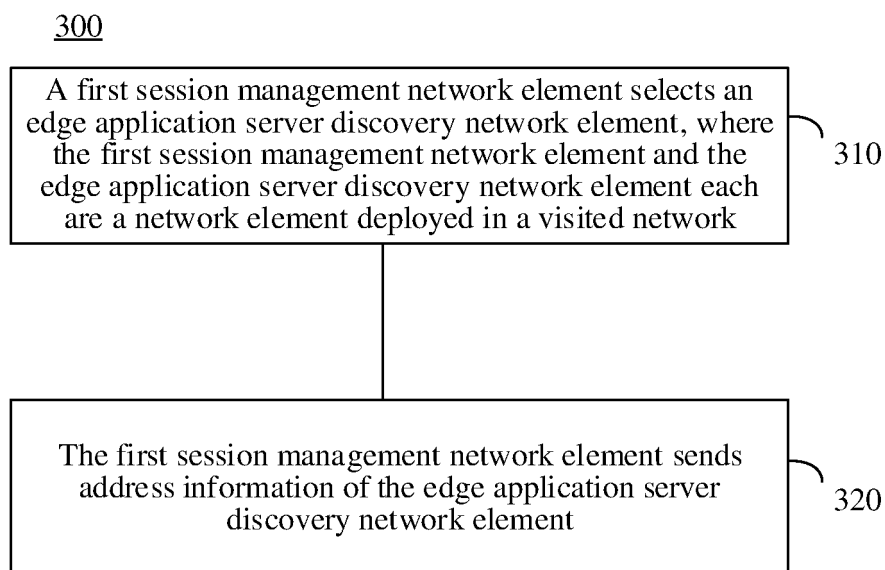 300
A first session management network element selects an
edge application server discovery network element, where
the first session management network element and the
edge application server discovery network element each
are a network element deployed in a visited network
310
The first session management network element sends
address information of the edge application server
discovery network element
320